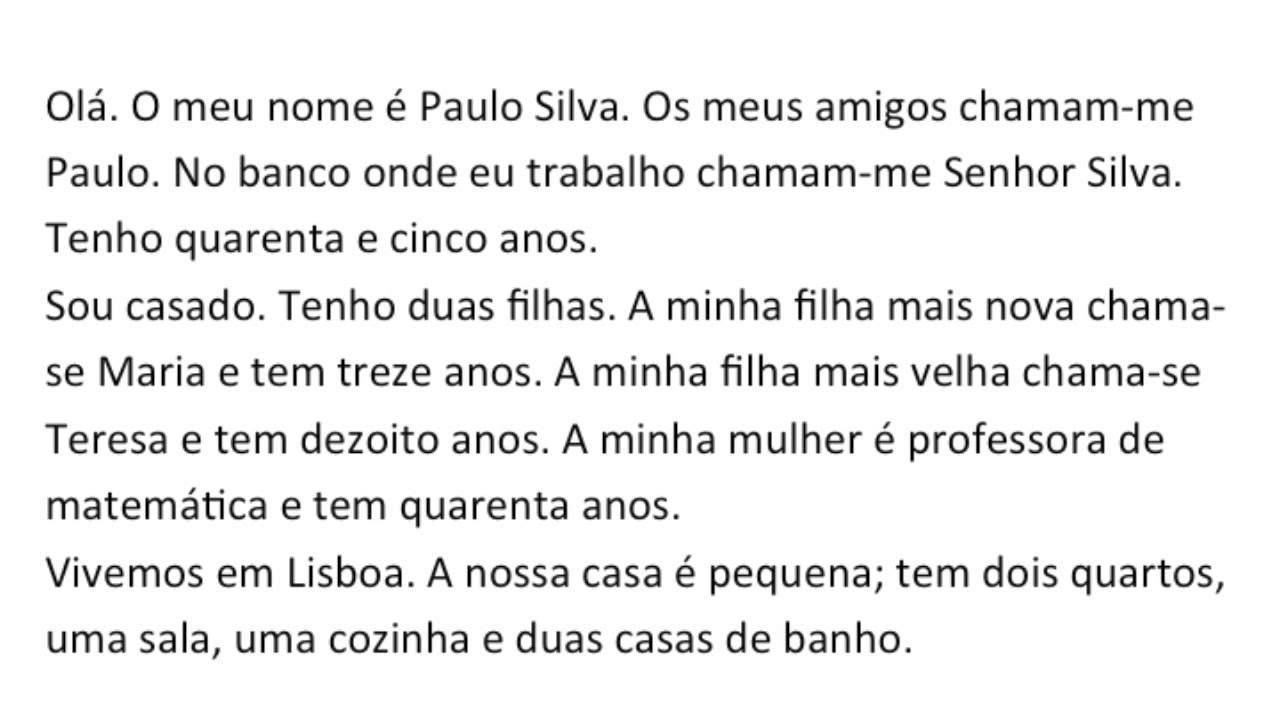 Olá. O meu nome é Paulo Silva. Os meus amigos chamam-me
Paulo. No banco onde eu trabalho chamam-me Senhor Silva.
Tenho quarenta e cinco anos.
Sou casado. Tenho duas filhas. A minha filha mais nova chama-
se Maria e tem treze anos. A minha filha mais velha chama-se
Teresa e tem dezoito anos. A minha mulher é professora de
matemática e tem quarenta anos.
Vivemos em Lisboa. A nossa casa é pequena; tem dois quartos,
uma sala, uma cozinha e duas casas de banho.